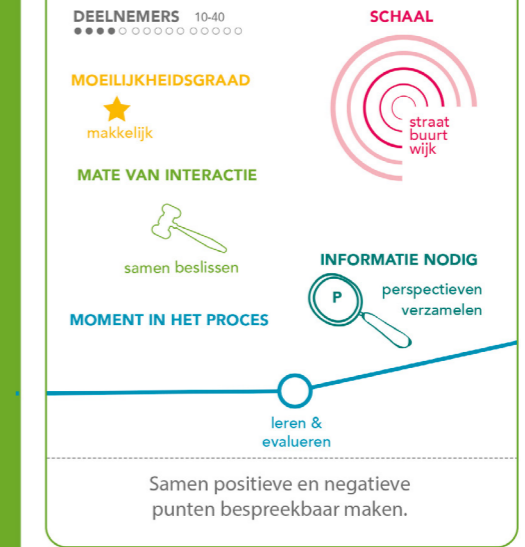 DEELNEMERS 10-40
SCHAAL
MOEILIJKHEIDSGRAAD
makkelijk
straat
buurt
wijk
MATE VAN INTERACTIE
samen beslissen
INFORMATIE NODIG
P
perspectieven
verzamelen
MOMENT IN HET PROCES
leren &
evalueren
Samen positieve en negatieve
punten bespreekbaar maken.